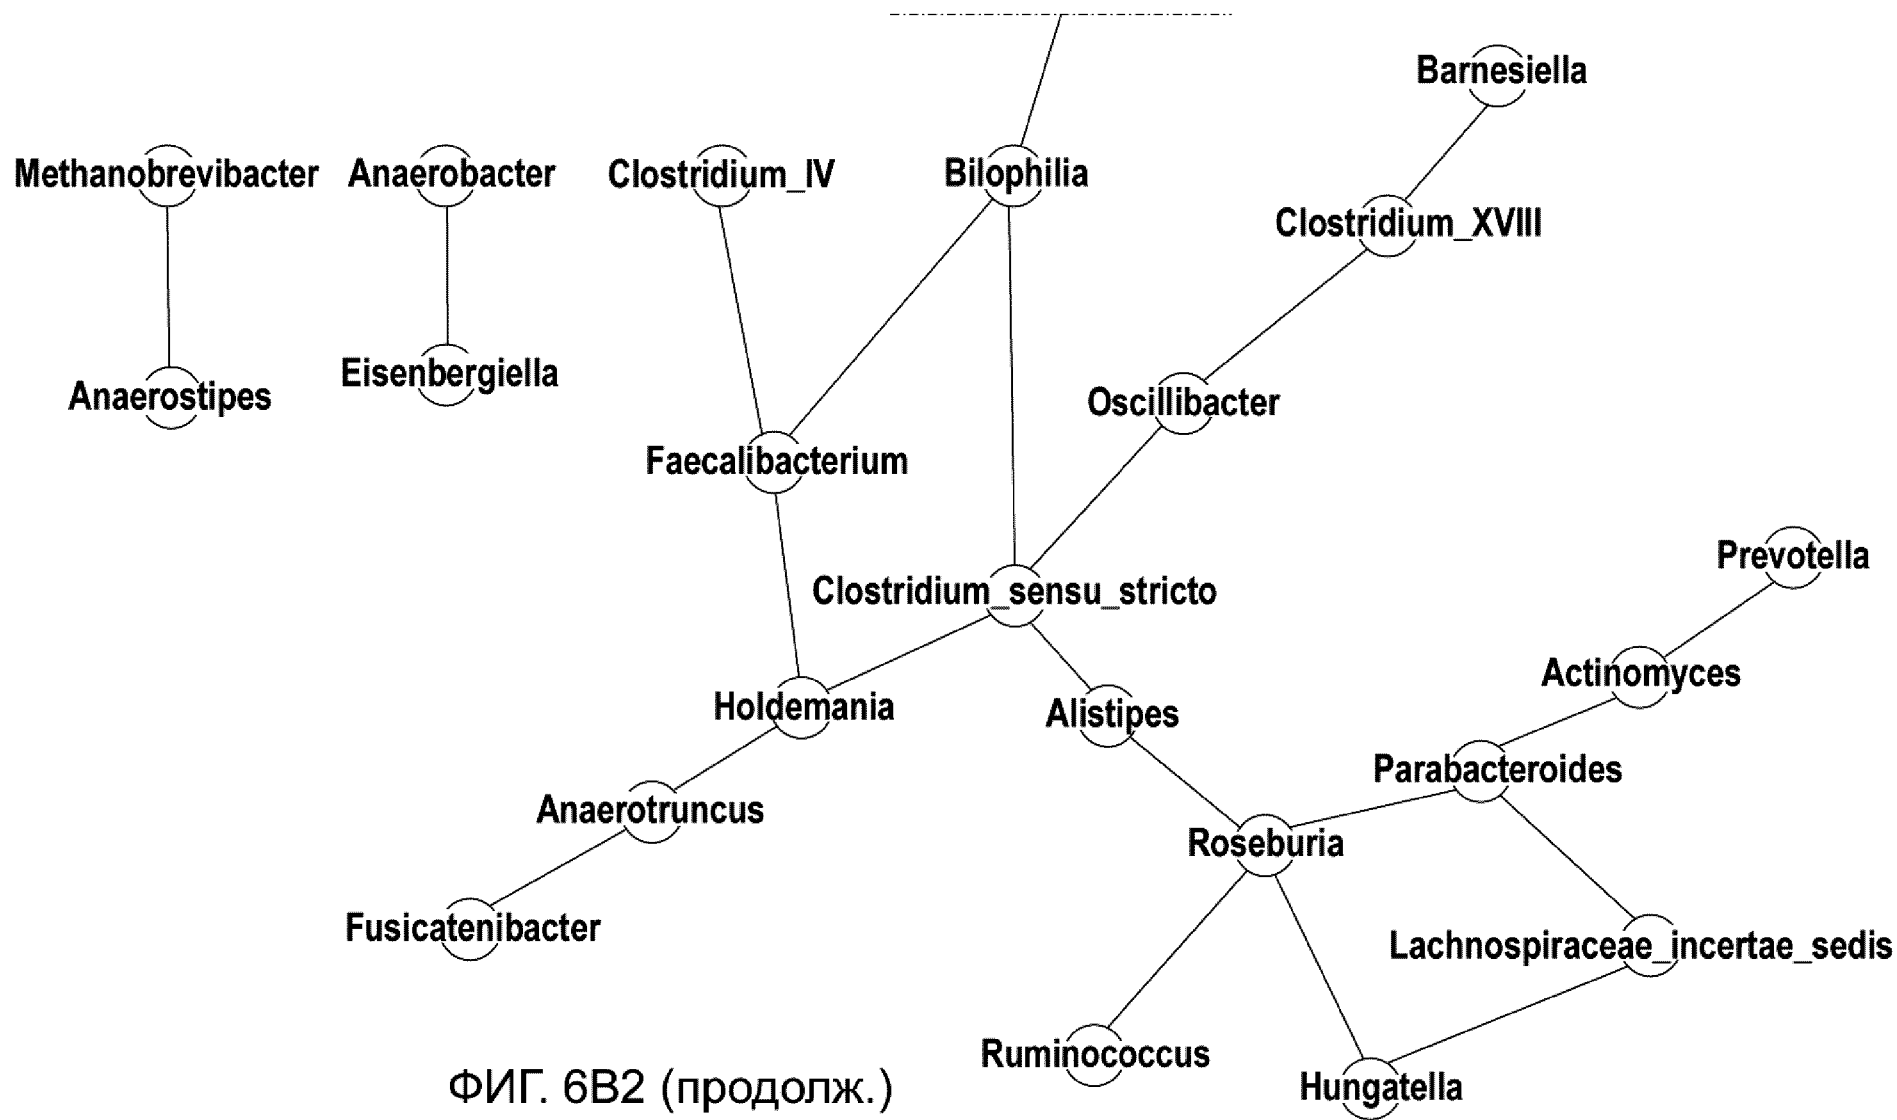 Barnesiella
Methanobrevibacter
Anaerobacter
Clostridium_IV
Bilophilia
Clostridium_XVIII
Eisenbergiella
Anaerostipes
Oscillibacter
Faecalibacterium
Prevotella
Clostridium_sensu_stricto
Actinomyces
Holdemania
Alistipes
Parabacteroides
Anaerotruncus
Roseburia
Fusicatenibacter
Lachnospiraceae_incertae_sedis
Ruminococcus
Hungatella
ФИГ. 6B2 (продолж.)